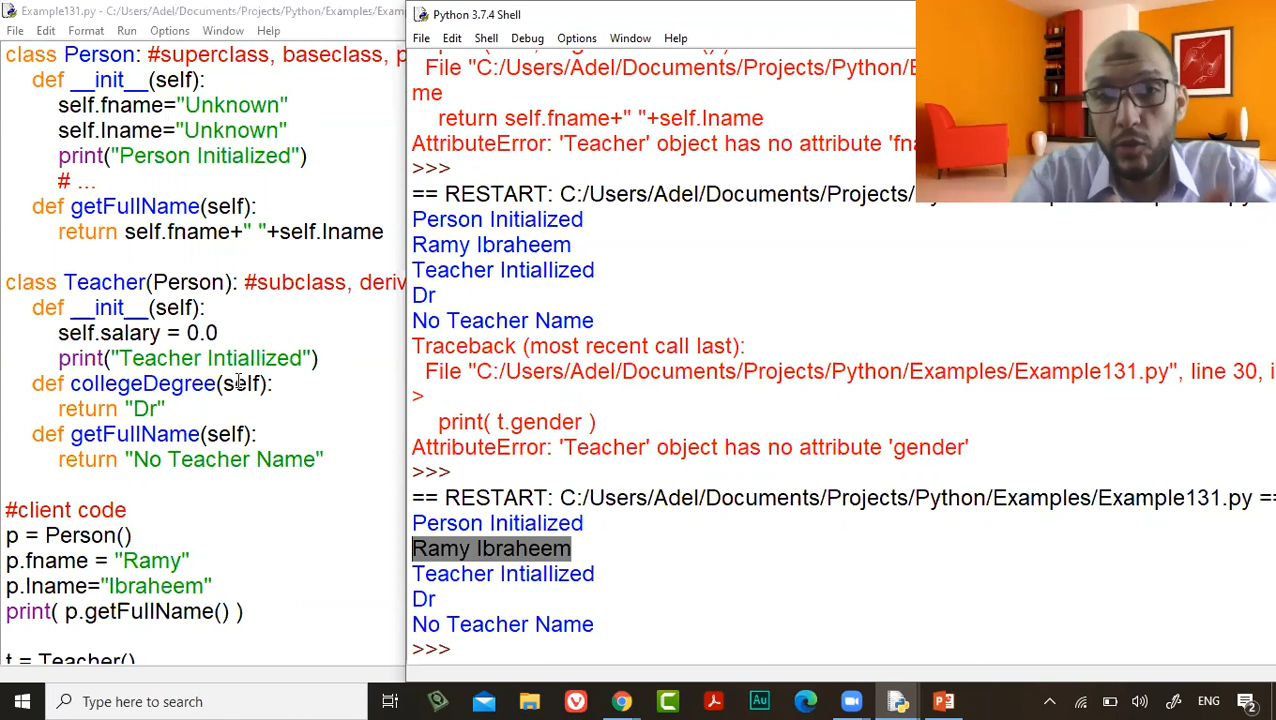 Example131.py - C:/Users/Adel/Documents/Projects/Python/Examples/Exam
File Edit Format Run Options Window Help
class Person: #superclass, baseclass, p
def __init__(self):
self.fname="Unknown"
self.lname="Unknown"
print("Person Initialized")
# ...
def getFullName(self):
return self.fname+" "+self.lname
class Teacher(Person): #subclass, deriv
def __init__(self):
self.salary = 0.0
print("Teacher Intiallized")
def collegeDegree(self):
return "Dr"
def getFullName(self):
return "No Teacher Name"
#client code
p = Person()
p.fname = "Ramy"
p.lname="Ibraheem"
print( p.getFullName() )
t = Teacher()
Python 3.7.4 Shell
File Edit Shell Debug Options Window Help
File "C:/Users/Adel/Documents/Projects/Python/E
me
return self.fname+" "+self.lname
AttributeError: 'Teacher' object has no attribute 'fna
>>>
== RESTART: C:/Users/Adel/Documents/Projects/
Person Initialized
Ramy Ibraheem
Teacher Intiallized
Dr
No Teacher Name
Traceback (most recent call last):
File "C:/Users/Adel/Documents/Projects/Python/Examples/Example131.py", line 30, i
>
print( t.gender )
AttributeError: 'Teacher' object has no attribute 'gender'
>>>
== RESTART: C:/Users/Adel/Documents/Projects/Python/Examples/Example131.py ==
Person Initialized
Ramy Ibraheem
Teacher Intiallized
Dr
No Teacher Name
>>>
Type here to search
Au
ENG
2